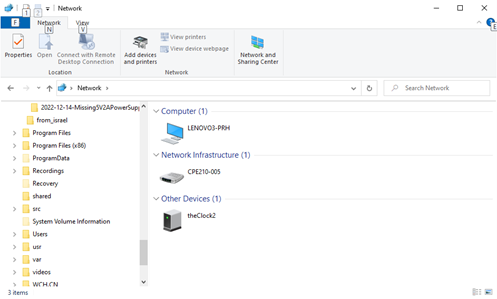 Network
1
2
F
Network
View
N
V
E
Properties
Open
Connect with Remote
Desktop Connection
Location
Add devices
and printers
View printers
View device webpage
Network
Network and
Sharing Center
Network
Search Network
2022-12-14-Missing5V2APowerSupp
from_israel
Program Files
Program Files (x86)
ProgramData
Recordings
Recovery
shared
src
System Volume Information
Users
usr
var
videos
WCH.CN
Computer (1)
LENOVO3-PRH
Network Infrastructure (1)
CPE210-005
Other Devices (1)
theClock2
3 items